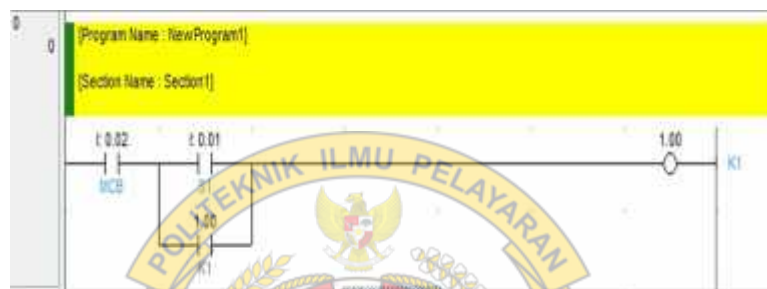 0
0
[Program Name : NewProgram1]
[Section Name : Section1]
I: 0.02
I: 0.01
1.00
MCB
K1
1.00
K1
POLITEKNIK ILMU PELAYARAN